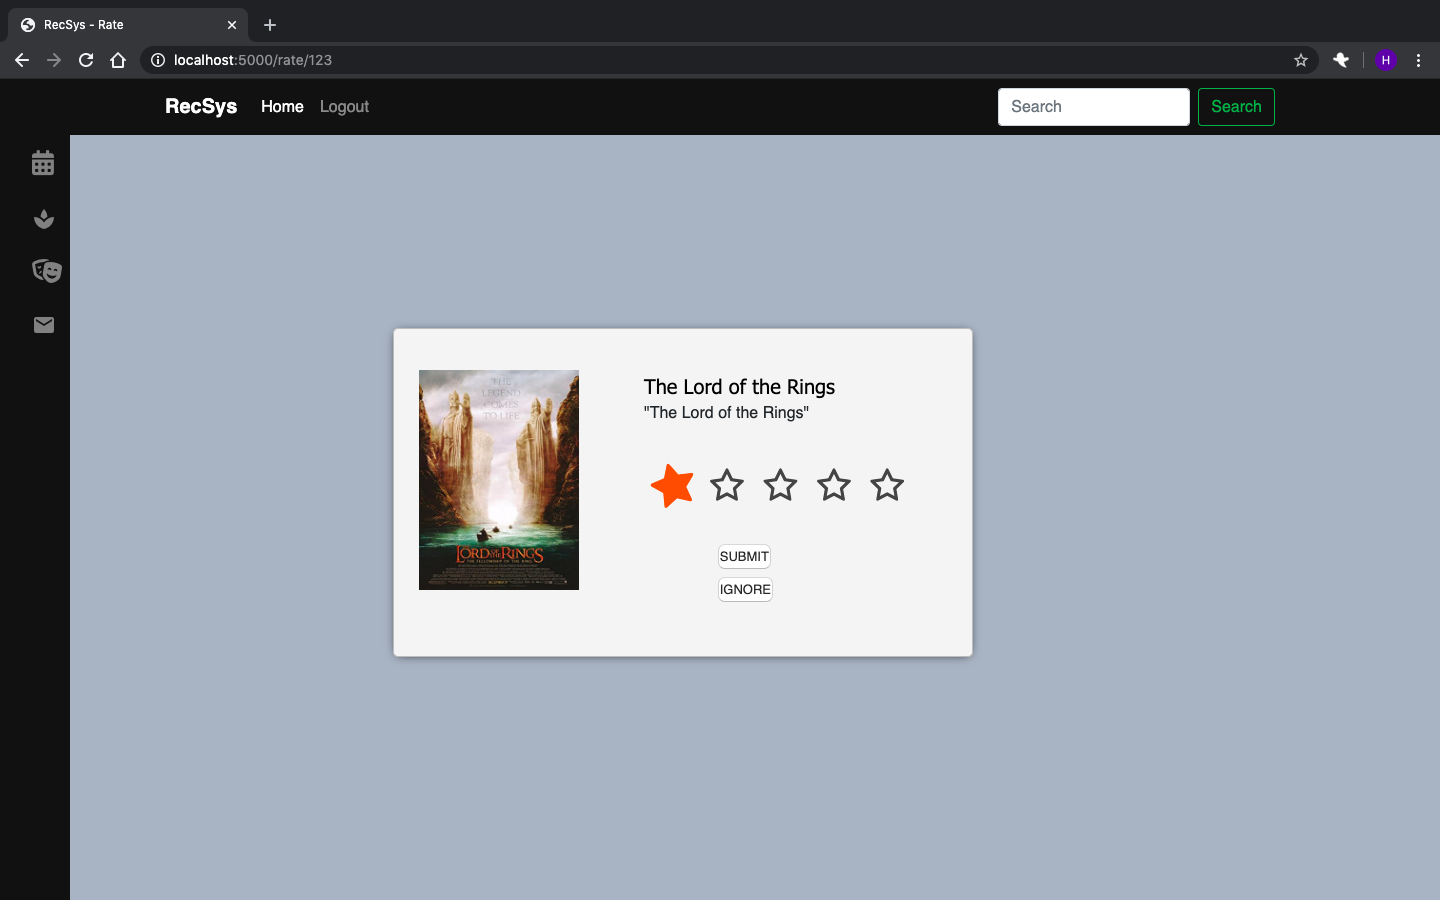 RecSys - Rate
localhost:5000/rate/123
H
RecSys Home Logout Search Search
THE
LEGEND
COMES
TO LIFE
The Lord of the Rings
"The Lord of the Rings"
THE LORD OF THE RINGS
THE FELLOWSHIP OF THE RING
SUBMIT
IGNORE